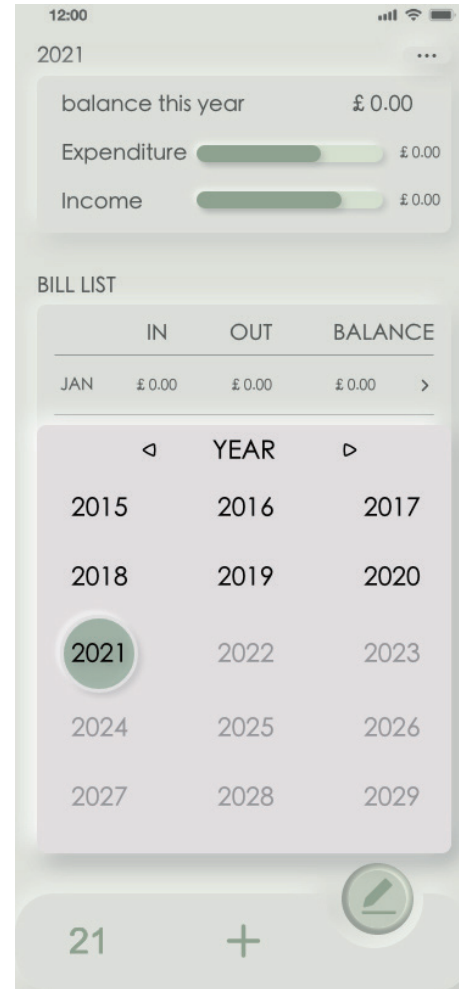 12:00
2021
...
balance this year £ 0.00
Expenditure £ 0.00
Income £ 0.00
BILL LIST
IN OUT BALANCE
JAN £ 0.00 £ 0.00 £ 0.00 >
YEAR
2015 2016 2017
2018 2019 2020
2021 2022 2023
2024 2025 2026
2027 2028 2029
21 +